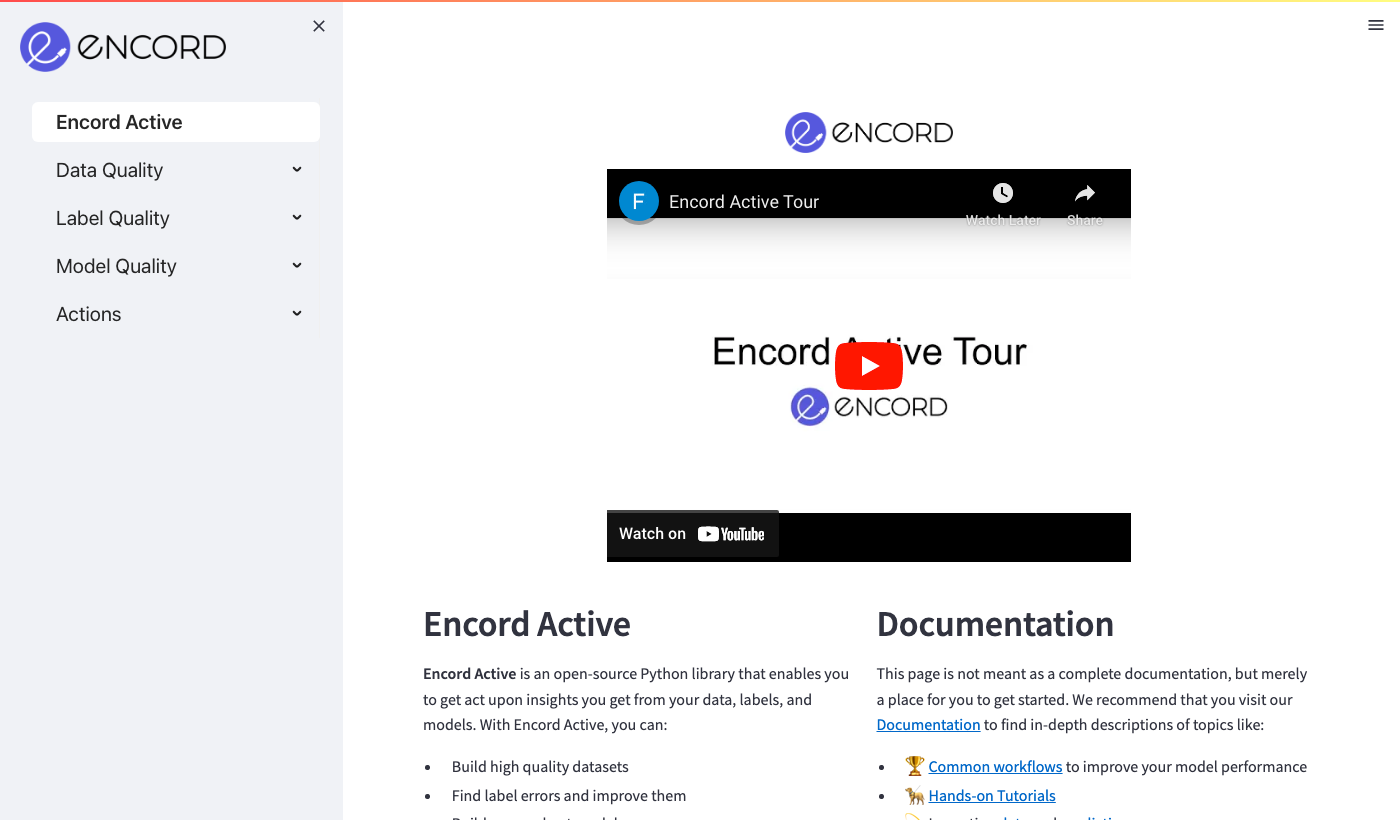 ENCORD
Encord Active
Data Quality
Label Quality
Model Quality
Actions
ENCORD
F Encord Active Tour
Watch Later Share
Encord Active Tour
ENCORD
Watch on YouTube
Encord Active
Encord Active is an open-source Python library that enables you
to get act upon insights you get from your data, labels, and
models. With Encord Active, you can:
• Build high quality datasets
• Find label errors and improve them
Documentation
This page is not meant as a complete documentation, but merely
a place for you to get started. We recommend that you visit our
Documentation to find in-depth descriptions of topics like:
• 🏆 Common workflows to improve your model performance
• 🐕‍🦺 Hands-on Tutorials